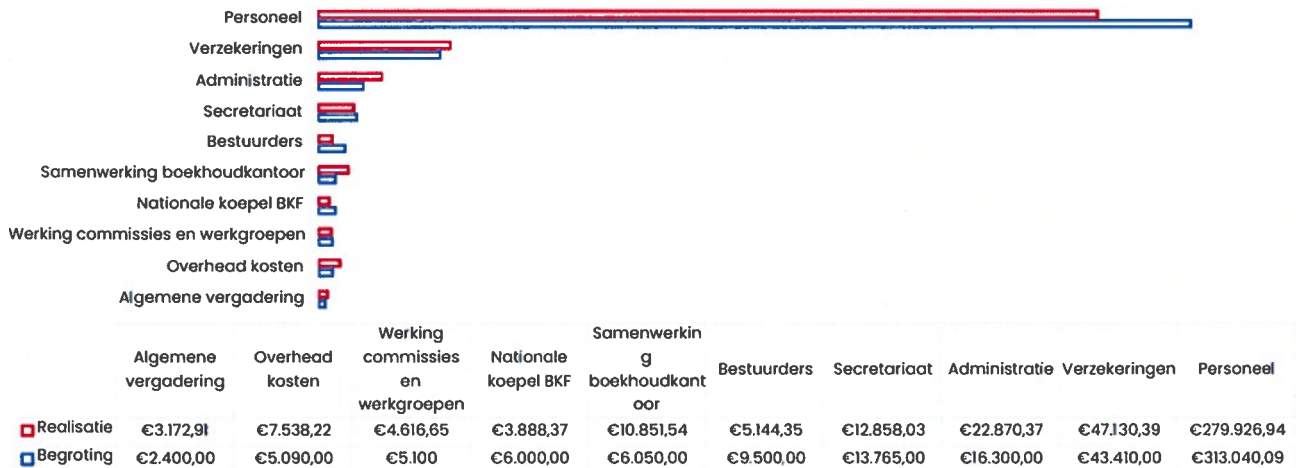 Personeel
Verzekeringen
Administratie
Secretariaat
Bestuurders
Samenwerking boekhoudkantoor
Nationale koepel BKF
Werking commissies en werkgroepen
Overhead kosten
Algemene vergadering
Algemene vergadering
Overhead kosten
Werking commissies en werkgroepen
Nationale koepel BKF
Samenwerkin
g
boekhoudkant
oor
Bestuurders
Secretariaat
Administratie
Verzekeringen
Personeel
Realisatie €3.172,91 €7.538,22 €4.616,65 €3.888,37 €10.851,54 €5.144,35 €12.858,03 €22.870,37 €47.130,39 €279.926,94
Begroting €2.400,00 €5.090,00 €5.100 €6.000,00 €6.050,00 €9.500,00 €13.765,00 €16.300,00 €43.410,00 €313.040,09